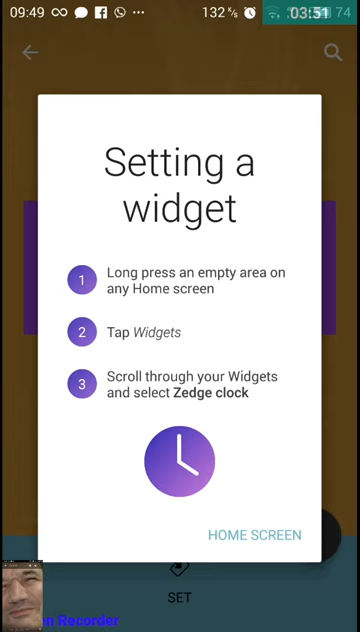 09:49 132 K/s 03:51 74
Setting a
widget
1 Long press an empty area on
any Home screen
2 Tap Widgets
3 Scroll through your Widgets
and select Zedge clock
HOME SCREEN
SET
en Recorder